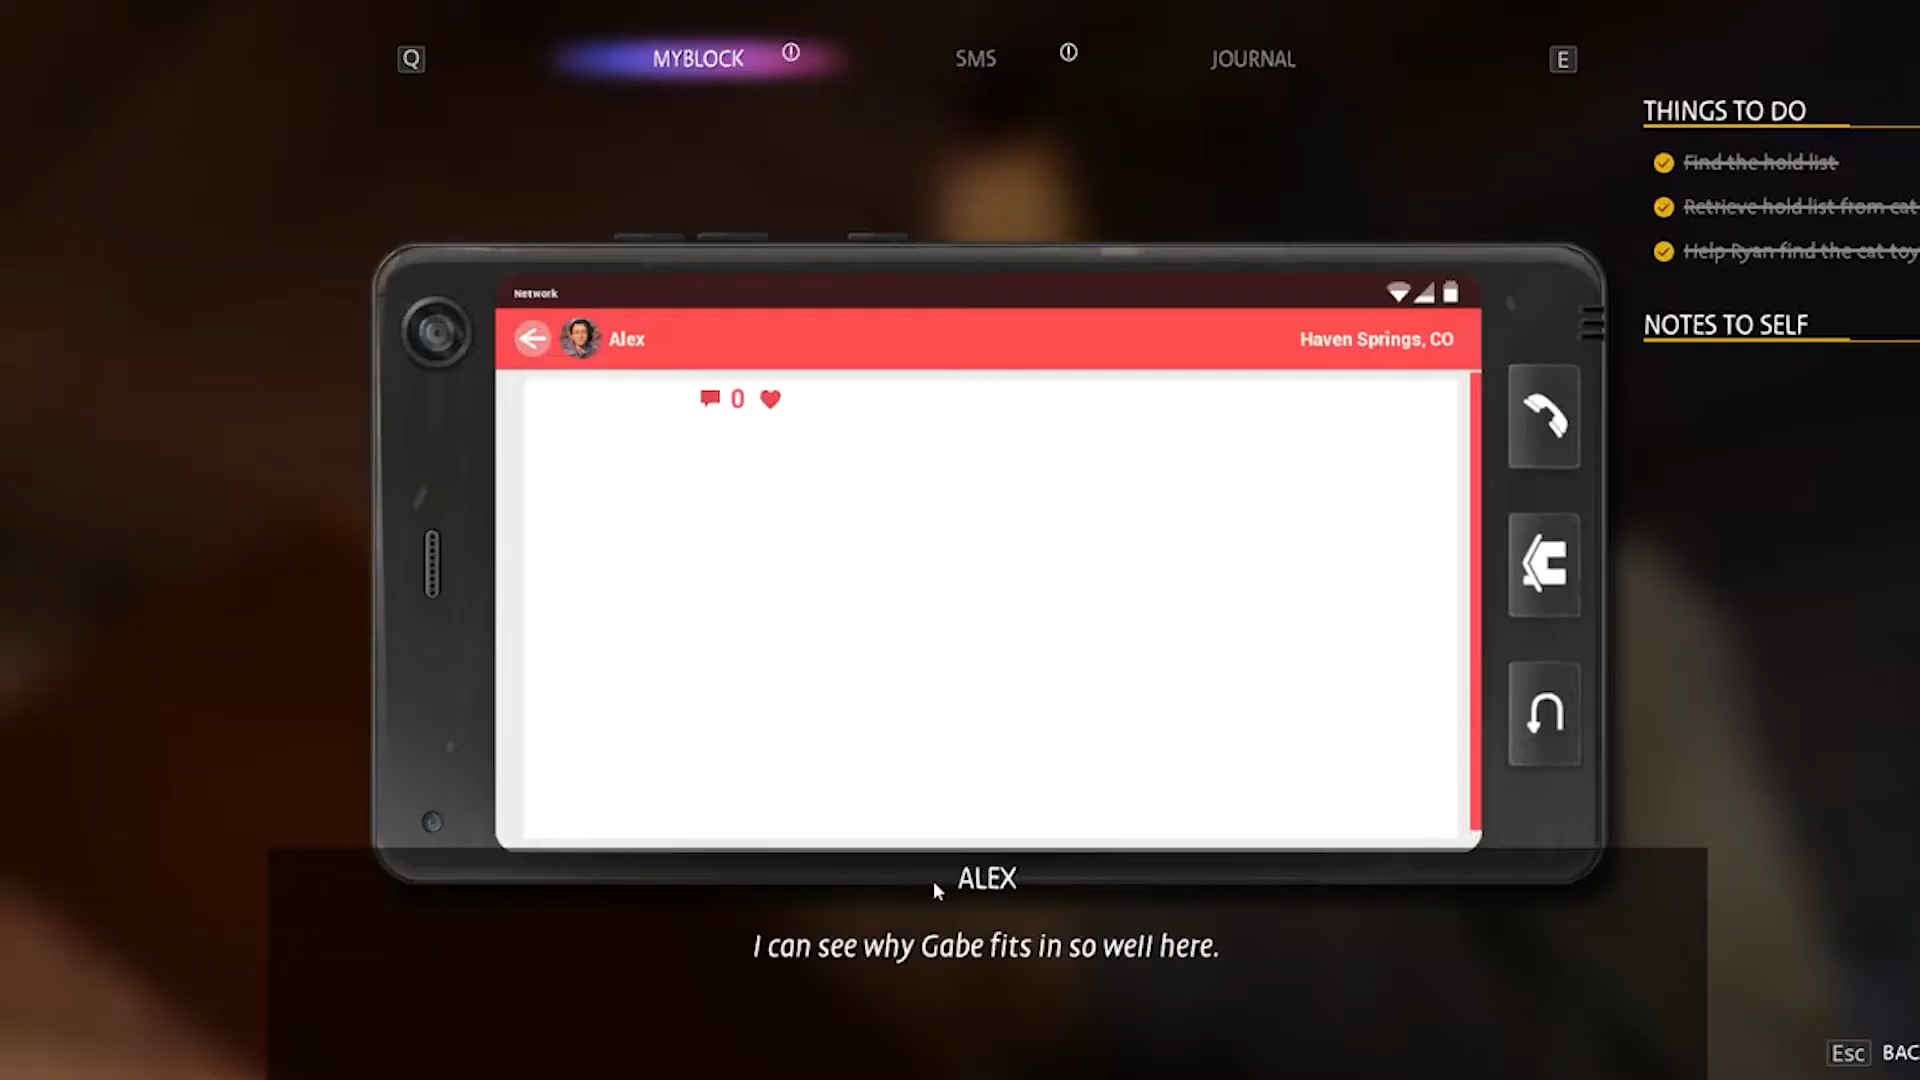 Q
MYBLOCK
SMS
JOURNAL
E
THINGS TO DO
Find the hold list
Retrieve hold list from cat
Help Ryan find the cat toy
NOTES TO SELF
Network
Alex
Haven Springs, CO
0
ALEX
I can see why Gabe fits in so well here.
Esc BAC